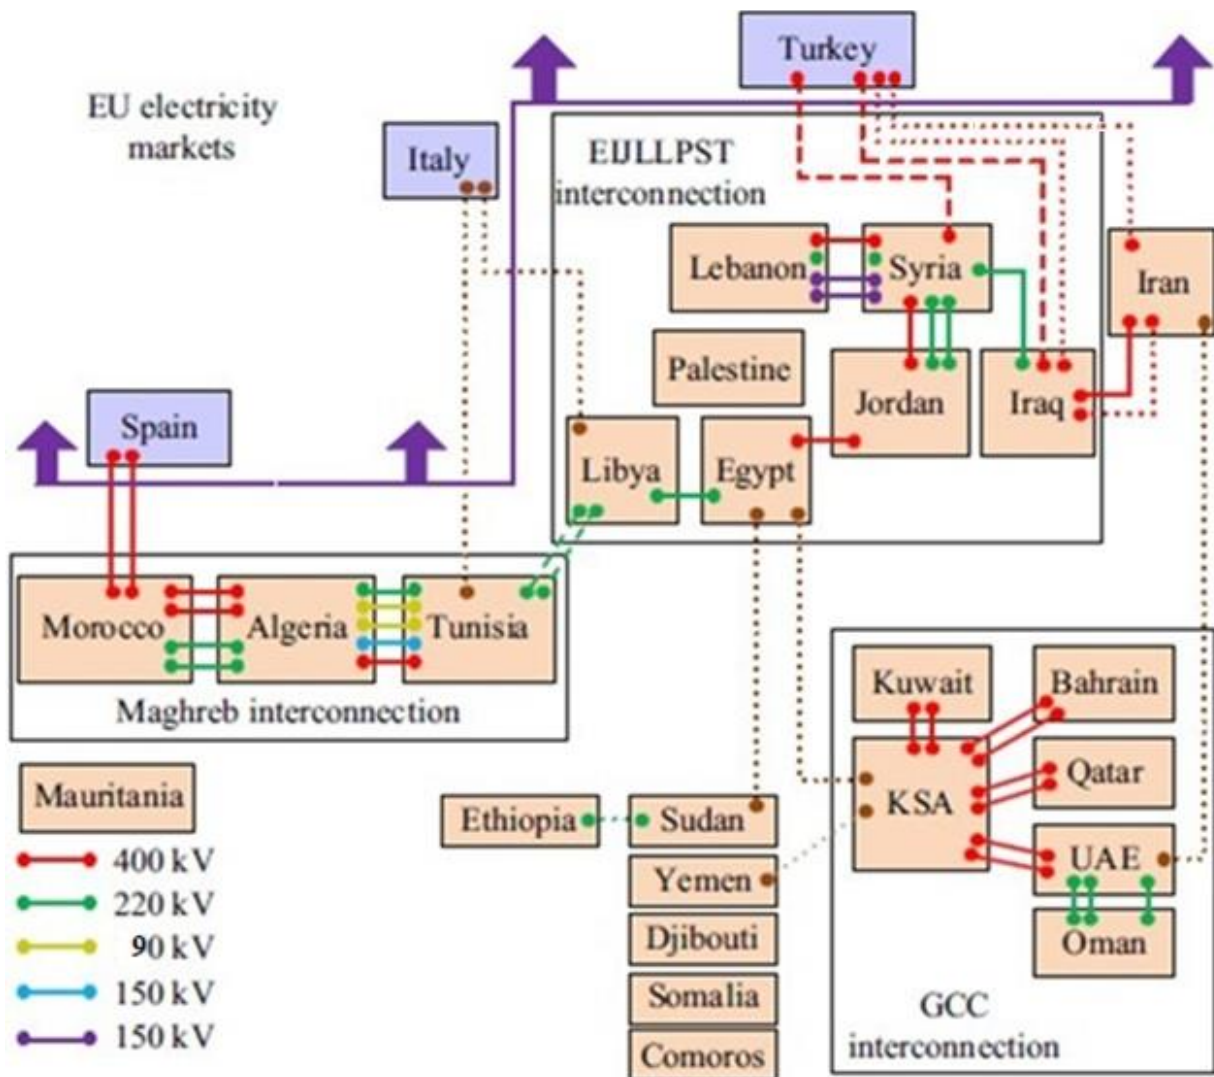 Turkey
EU electricity
markets
Italy
EIJLLPST
interconnection
Lebanon
Syria
Iran
Palestine
Jordan
Iraq
Spain
Libya
Egypt
Morocco
Algeria
Tunisia
Maghreb interconnection
Kuwait
Bahrain
KSA
Qatar
UAE
Oman
GCC
interconnection
Mauritania
Ethiopia
Sudan
Yemen
Djibouti
Somalia
Comoros
400 kV
220 kV
90 kV
150 kV
150 kV